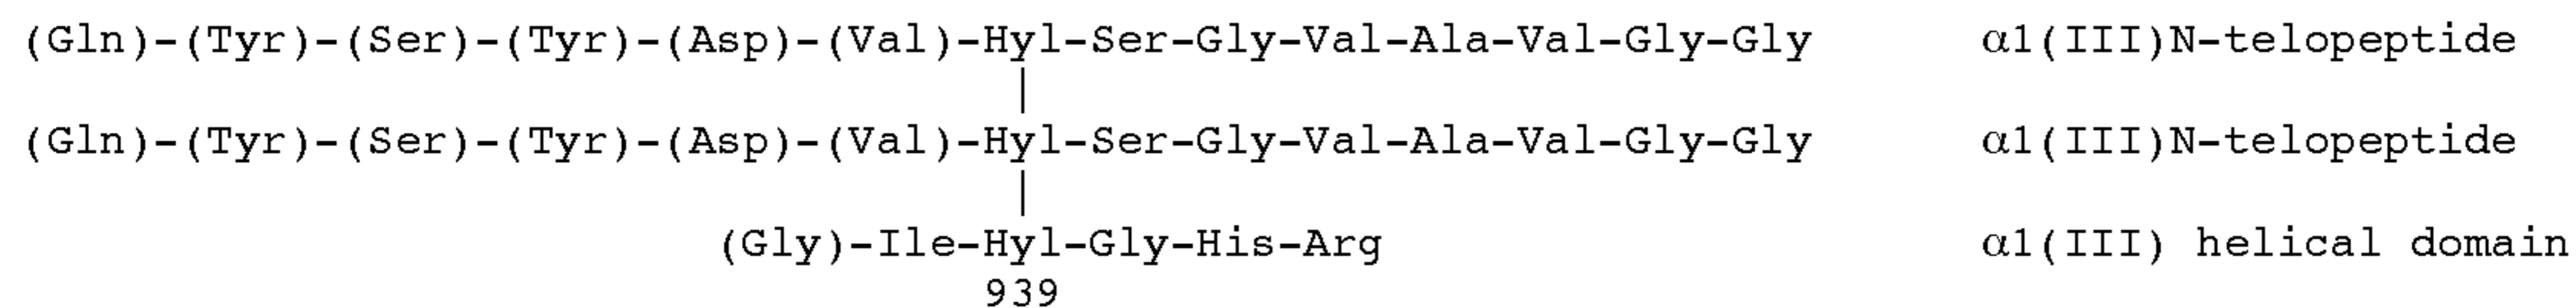 (Gln)-(Tyr)-(Ser)-(Tyr)-(Asp)-(Val)-Hyl-Ser-Gly-Val-Ala-Val-Gly-Gly α1(III)N-telopeptide
(Gln)-(Tyr)-(Ser)-(Tyr)-(Asp)-(Val)-Hyl-Ser-Gly-Val-Ala-Val-Gly-Gly α1(III)N-telopeptide
(Gly)-Ile-Hyl-Gly-His-Arg α1(III) helical domain
939